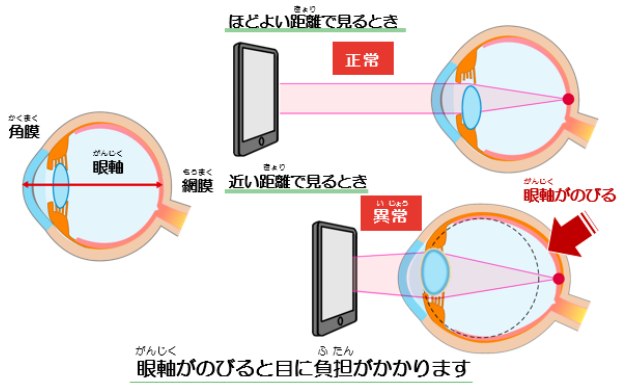 ほどよい距離で見るとき
きょり
正常
角膜
かくまく
眼軸
がんじく
網膜
もうまく
近い距離で見るとき
きょり
異常
いじょう
眼軸がのびる
がんじく
眼軸がのびると目に負担がかかります
がんじく
ふたん